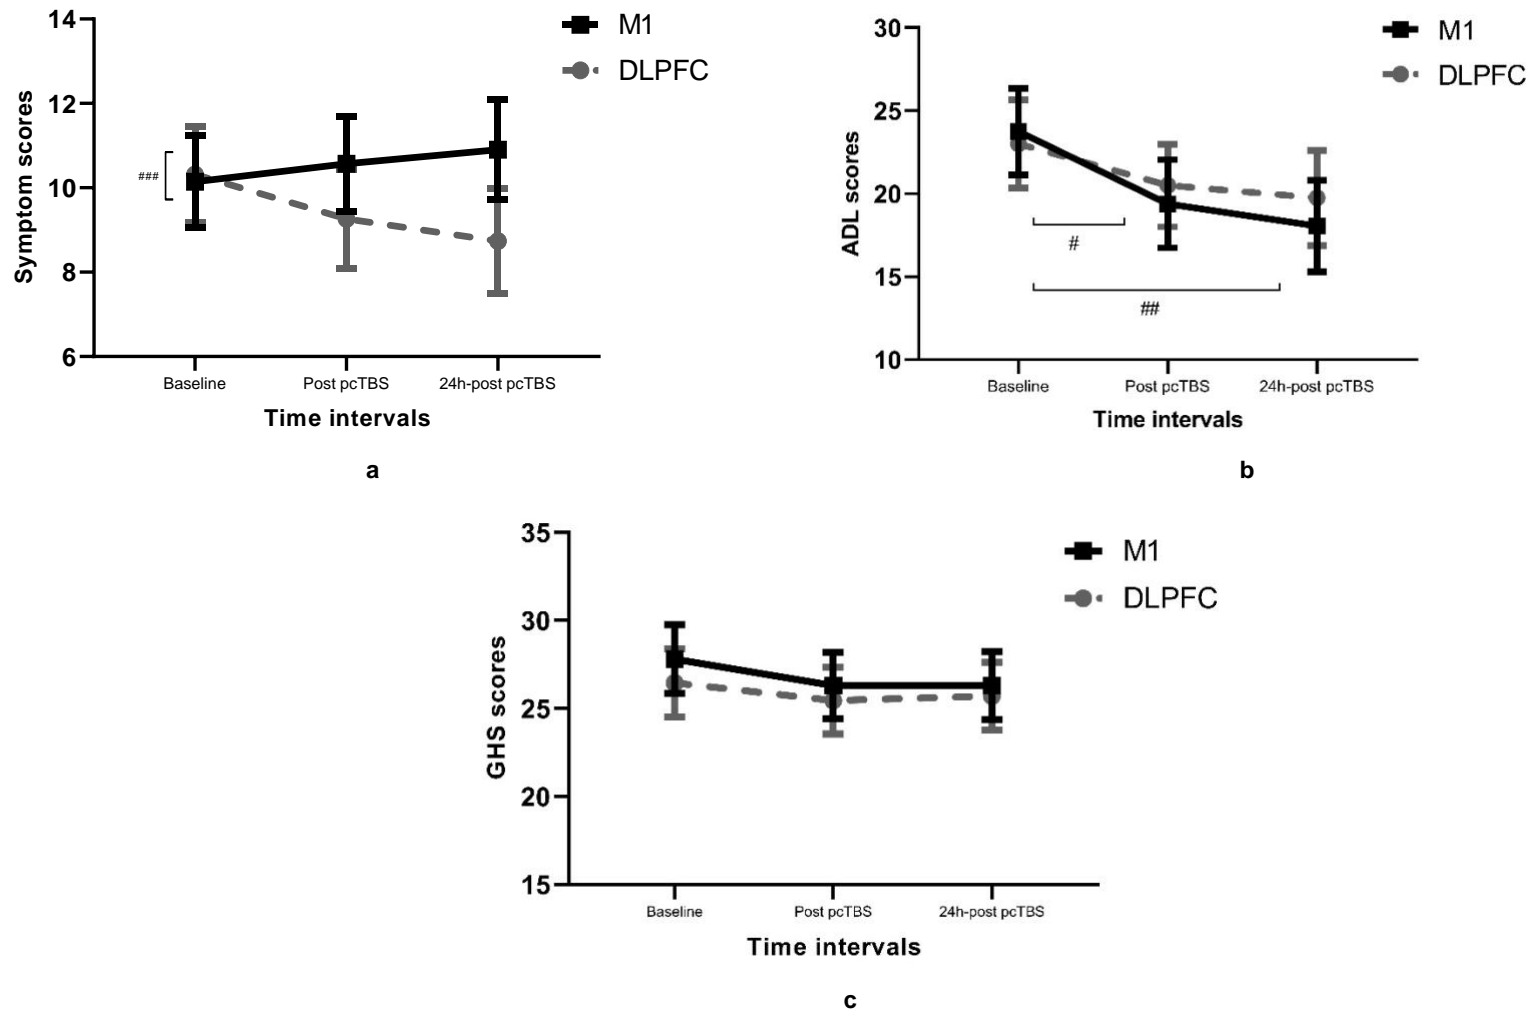 Symptom scores
14
12
10
8
6
###
M1
DLPFC
Baseline
Post pcTBS
24h-post pcTBS
Time intervals
a
ADL scores
30
25
20
15
10
#
##
M1
DLPFC
Baseline
Post pcTBS
24h-post pcTBS
Time intervals
b
GHS scores
35
30
25
20
15
M1
DLPFC
Baseline
Post pcTBS
24h-post pcTBS
Time intervals
c